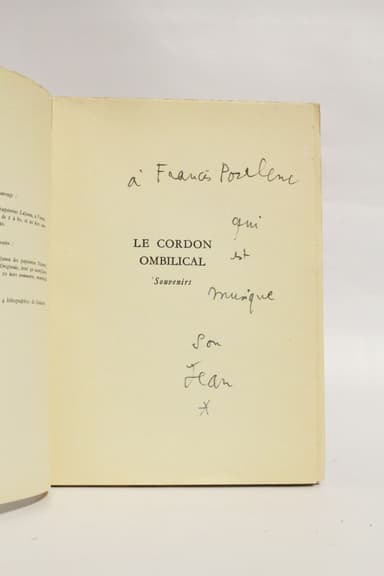 à Francis Poulenc
qui
LE CORDON
OMBILICAL
est
Souvenirs
musique
son
Jean